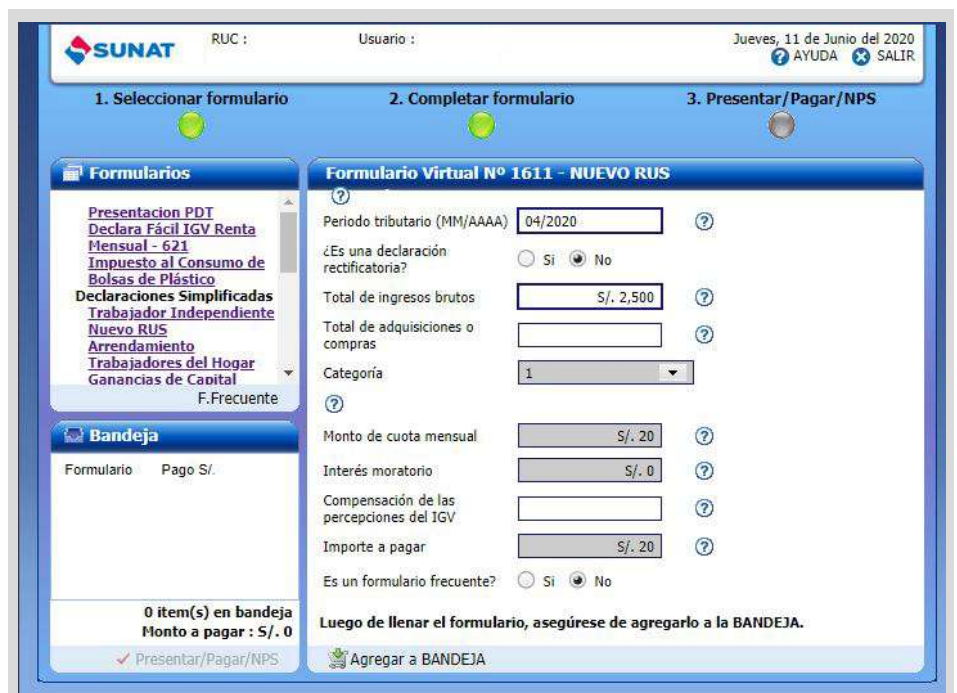 SUNAT
RUC :
Usuario :
Jueves, 11 de Junio del 2020
AYUDA SALIR
1. Seleccionar formulario
2. Completar formulario
3. Presentar/Pagar/NPS
Formularios
Presentacion PDT
Declara Fácil IGV Renta
Mensual - 621
Impuesto al Consumo de
Bolsas de Plástico
Declaraciones Simplificadas
Trabajador Independiente
Nuevo RUS
Arrendamiento
Trabajadores del Hogar
Ganancias de Capital
F.Frecuente
Bandeja
Formulario Pago S/.
0 item(s) en bandeja
Monto a pagar : S/. 0
Presentar/Pagar/NPS
Formulario Virtual Nº 1611 - NUEVO RUS
Periodo tributario (MM/AAAA) 04/2020
¿Es una declaración
rectificatoria? Si No
Total de ingresos brutos S/. 2,500
Total de adquisiciones o
compras
Categoría 1
Monto de cuota mensual S/. 20
Interés moratorio S/. 0
Compensación de las
percepciones del IGV
Importe a pagar S/. 20
Es un formulario frecuente? Si No
Luego de llenar el formulario, asegúrese de agregarlo a la BANDEJA.
Agregar a BANDEJA